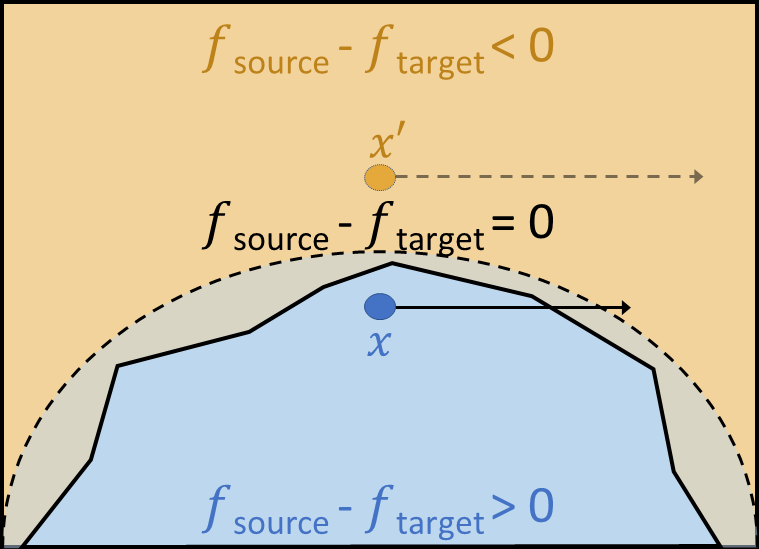 f source - f target < 0
x′
f source - f target = 0
x
f source - f target > 0